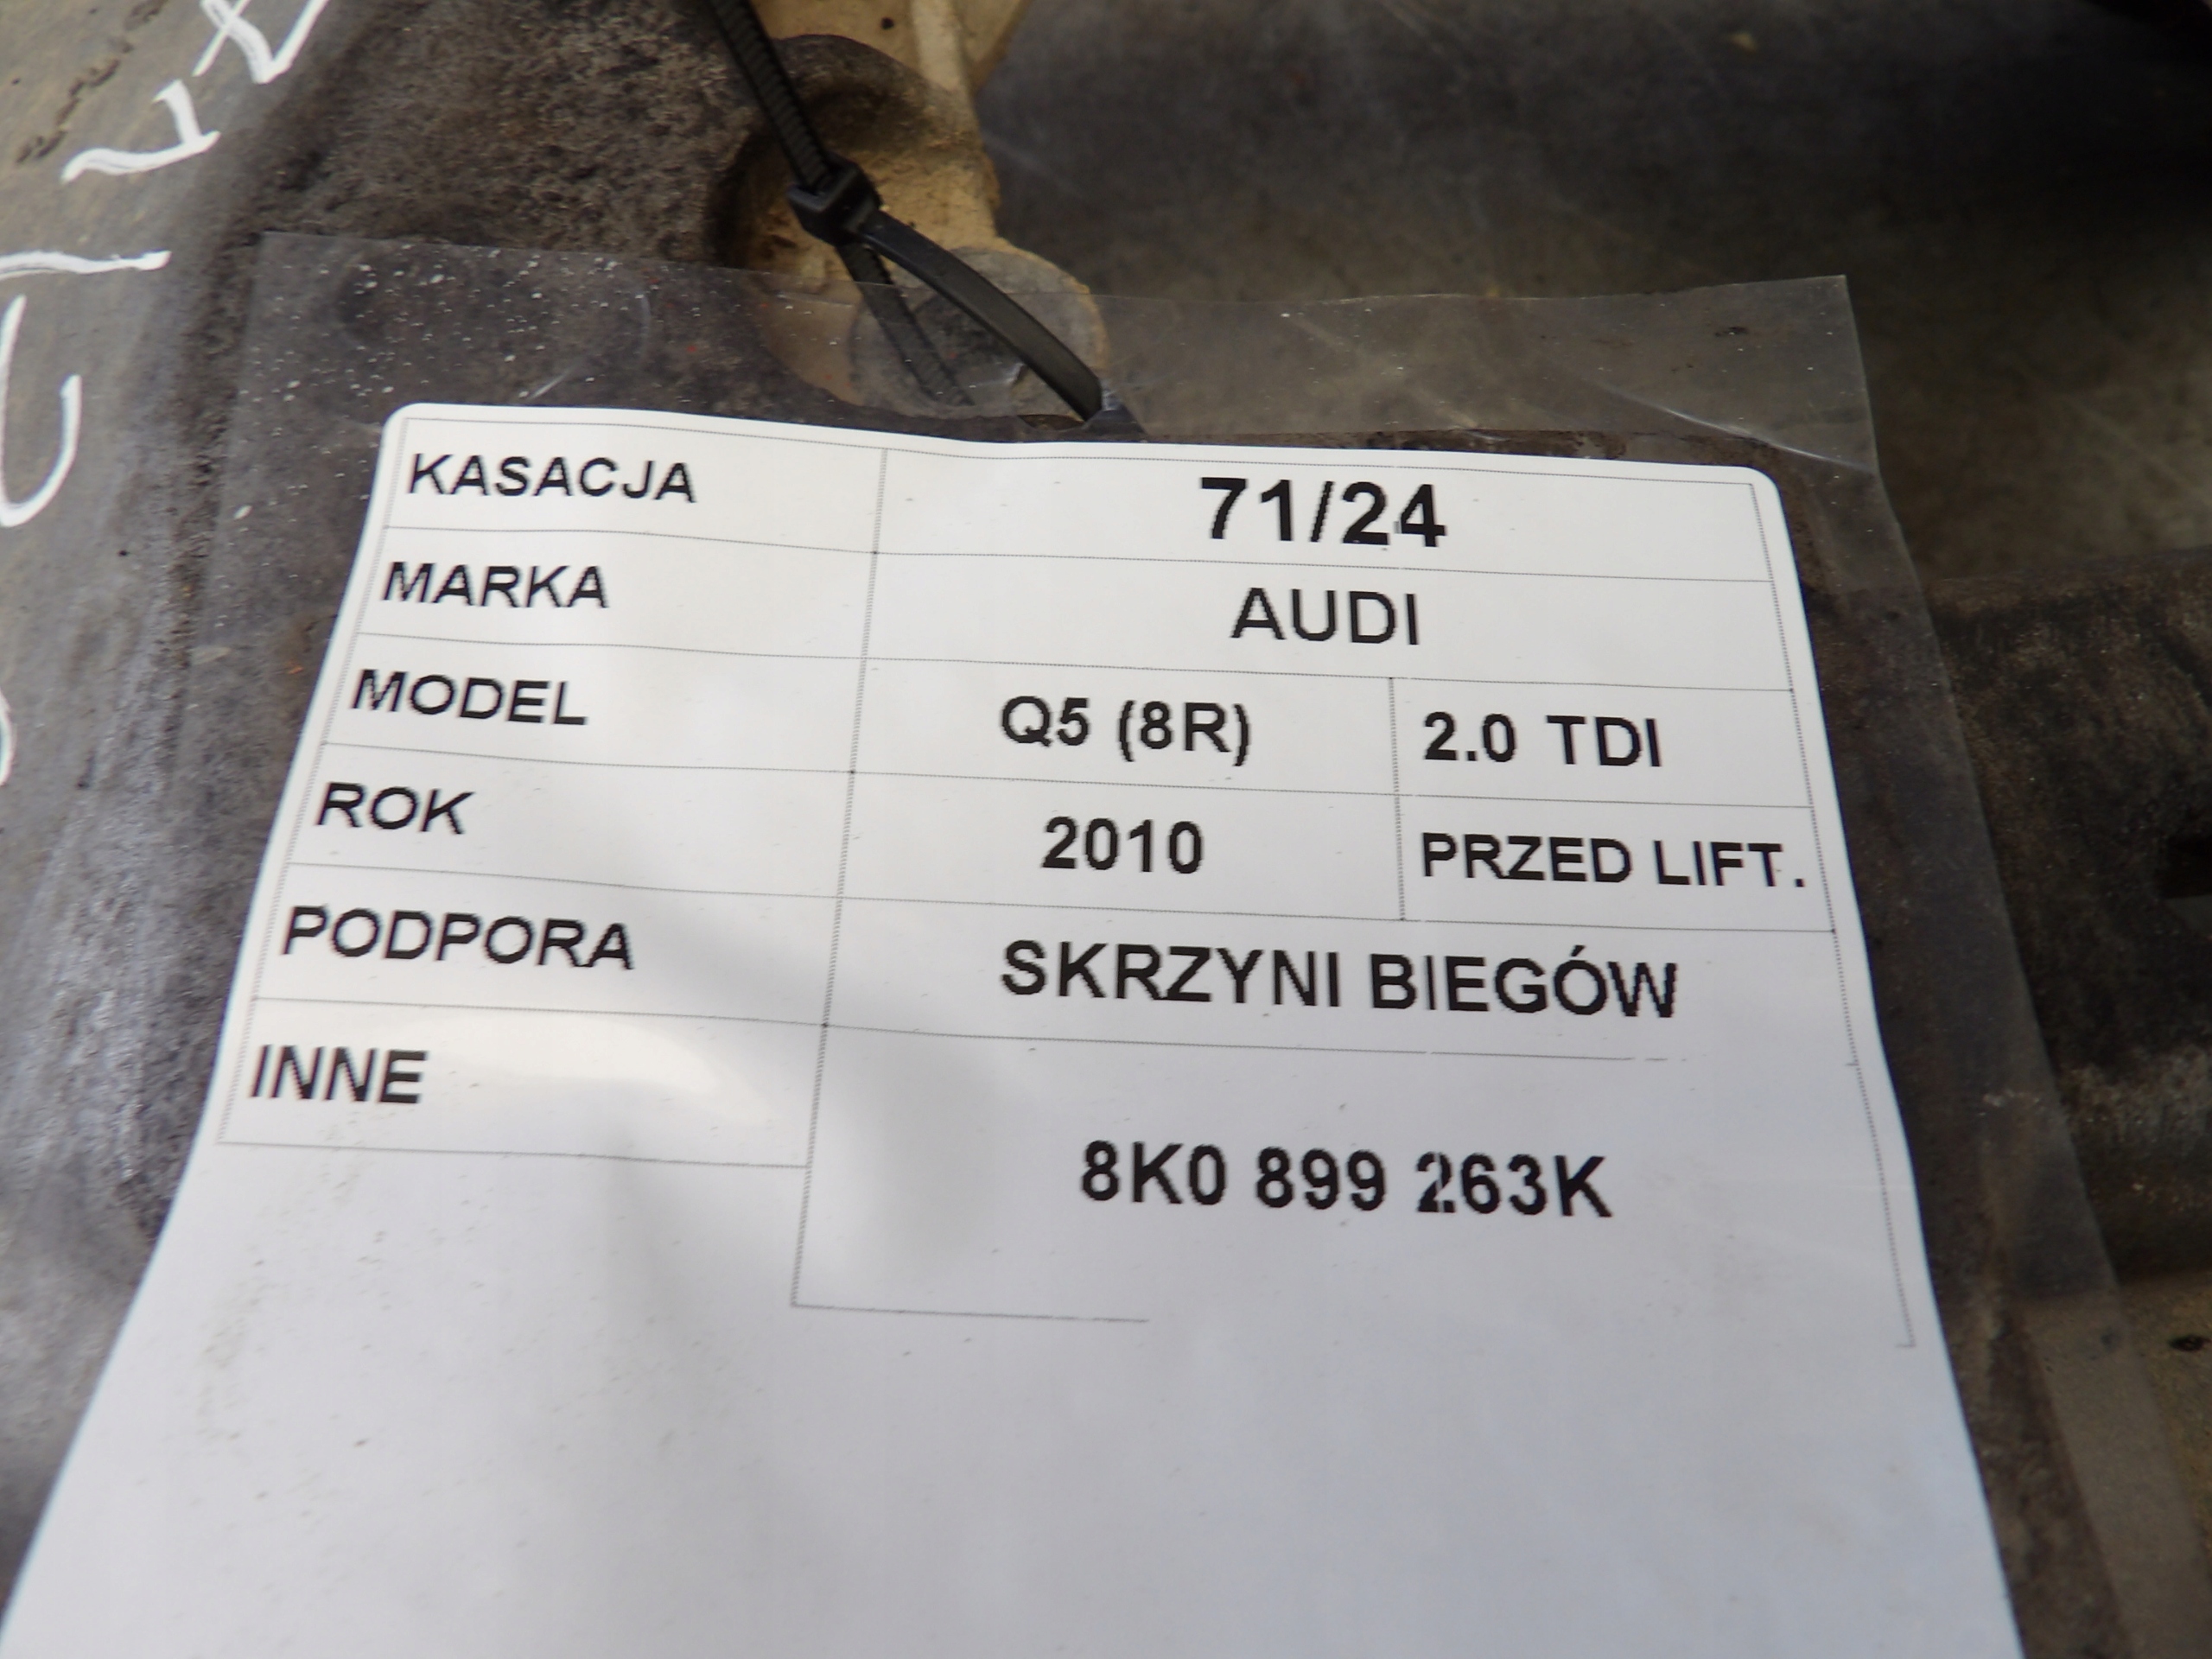 KASACJA 71/24
MARKA AUDI
MODEL Q5 (8R) 2.0 TDI
ROK 2010 PRZED LIFT.
PODPORA SKRZYNI BIEGÓW
INNE
8K0 899 263K